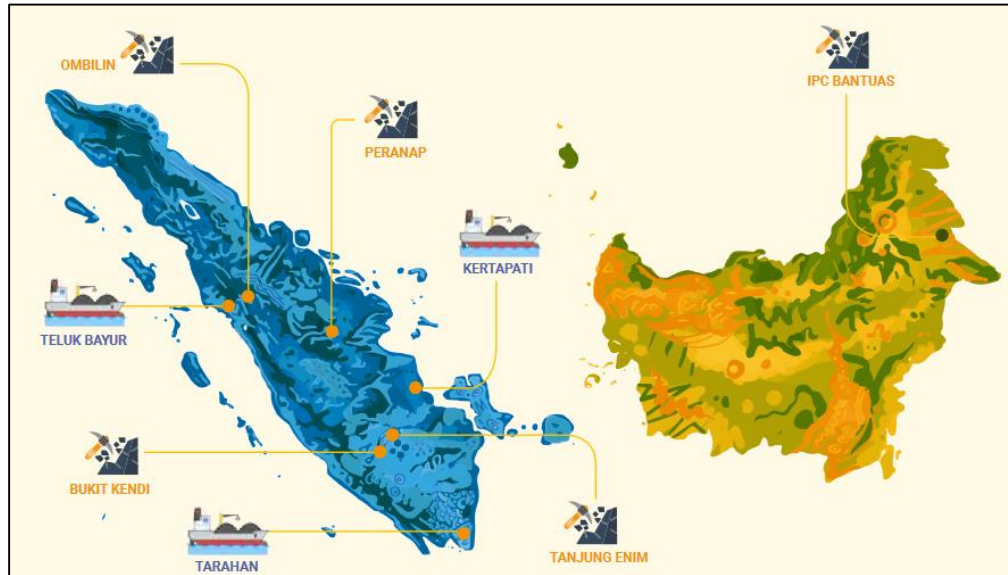 OMBILIN
IPC BANTUAS
PERANAP
KERTAPATI
TELUK BAYUR
BUKIT KENDI
TANJUNG ENIM
TARAHAN